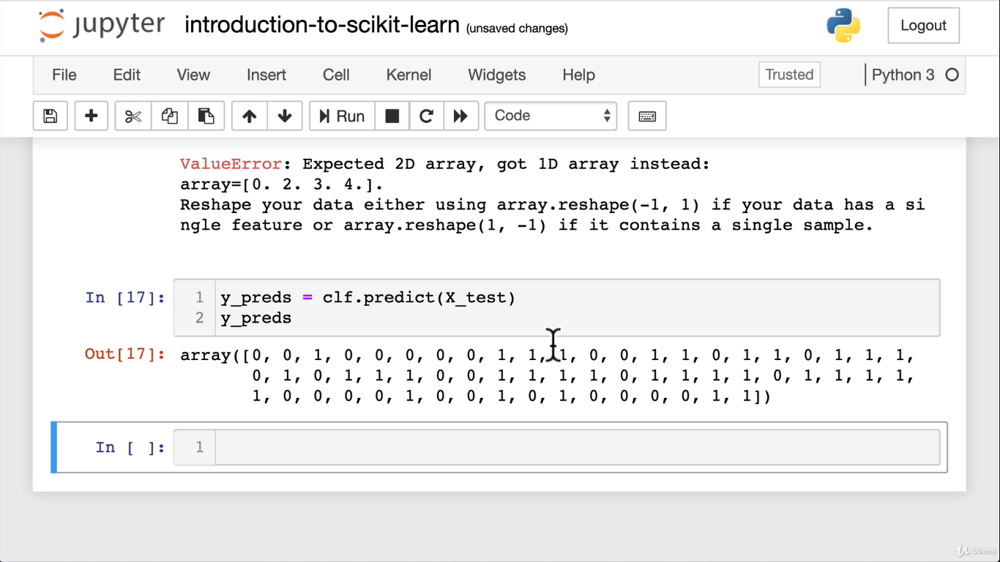 jupyter introduction-to-scikit-learn (unsaved changes) Logout
File Edit View Insert Cell Kernel Widgets Help Trusted Python 3
Run Code
ValueError: Expected 2D array, got 1D array instead:
array=[0. 2. 3. 4.].
Reshape your data either using array.reshape(-1, 1) if your data has a si
ngle feature or array.reshape(1, -1) if it contains a single sample.
In [17]: 1 y_preds = clf.predict(X_test)
2 y_preds
Out[17]: array([0, 0, 1, 0, 0, 0, 0, 0, 1, 1, 1, 0, 0, 1, 1, 0, 1, 1, 0, 1, 1, 1,
0, 1, 0, 1, 1, 1, 0, 0, 1, 1, 1, 1, 0, 1, 1, 1, 1, 0, 1, 1, 1, 1,
1, 0, 0, 0, 0, 1, 0, 0, 1, 0, 1, 0, 0, 0, 0, 1, 1])
In [ ]: 1
Udemy